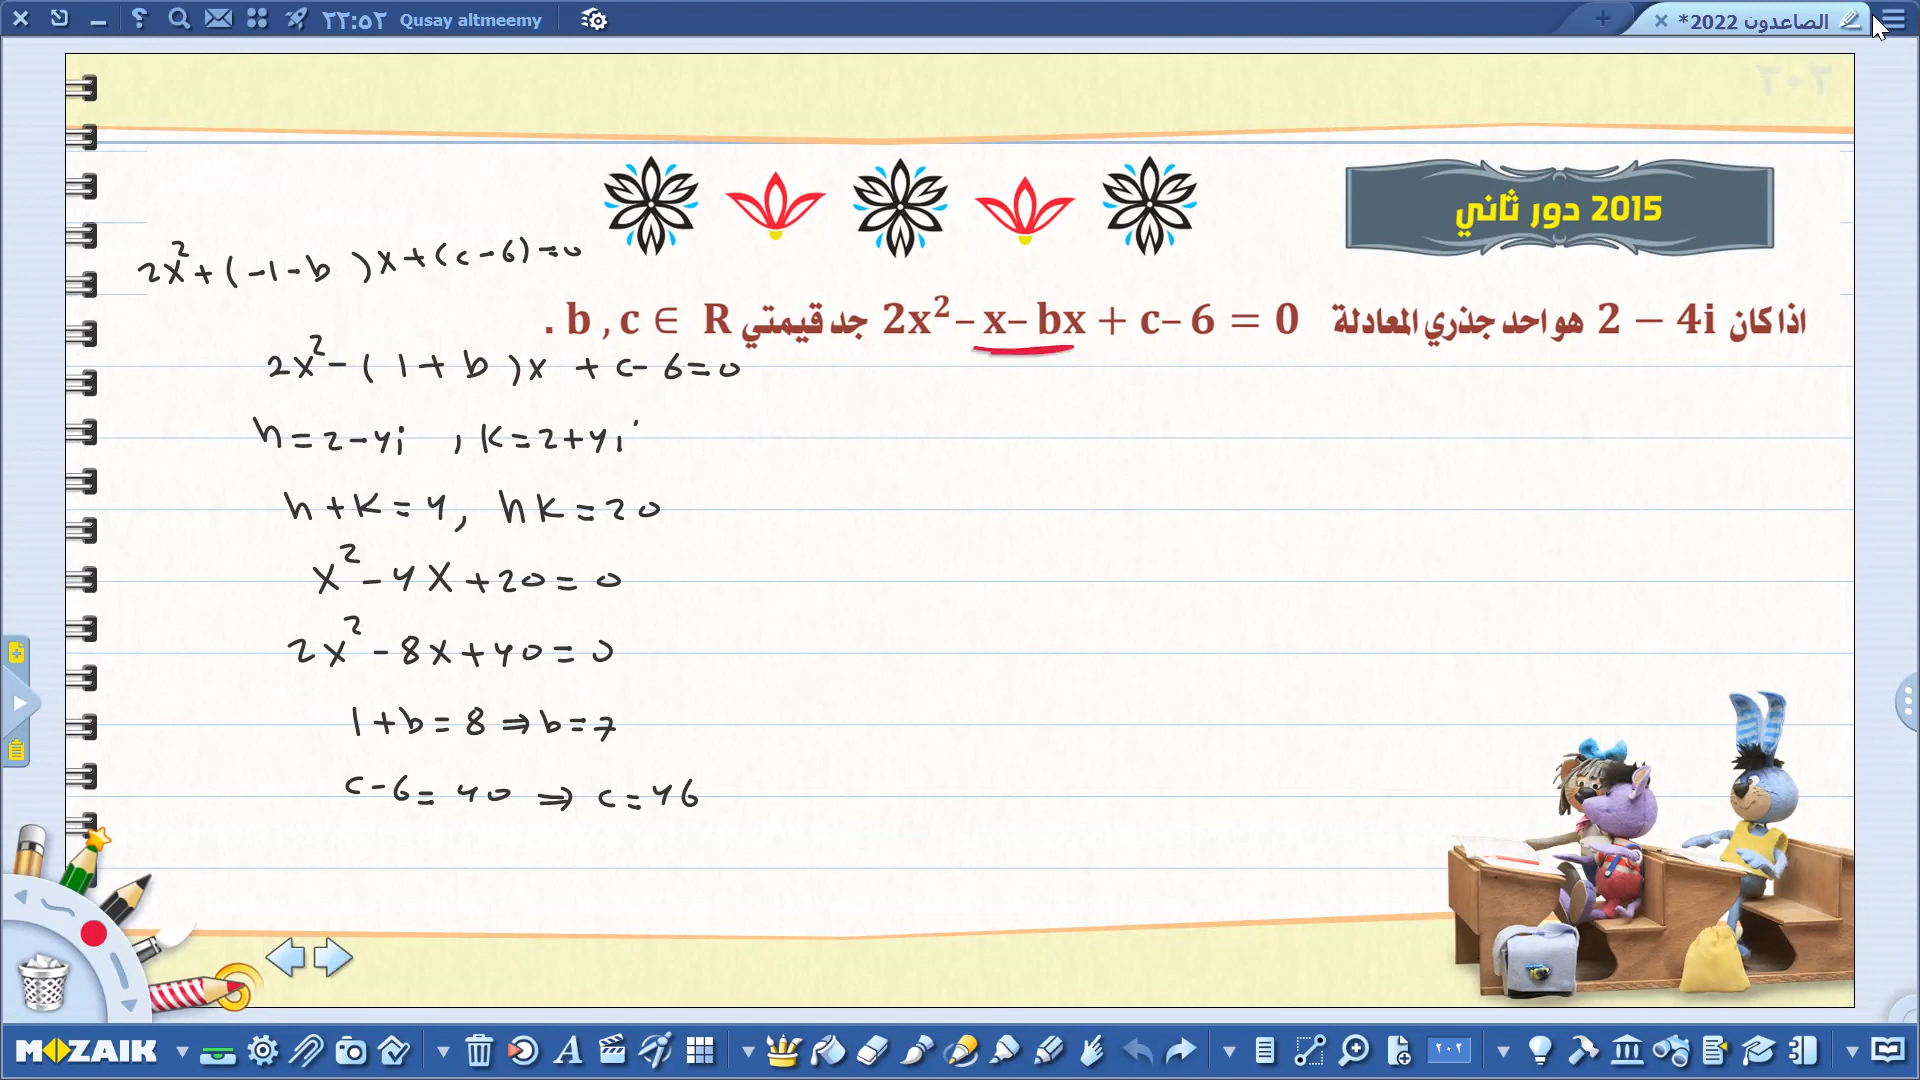 ٢٢:٥٢ Qusay altmeemy
الصاعدون 2022*
٢٠٢
2015 دور ثاني
اذا كان 2 − 4i هو احد جذري المعادلة 2x² – x – bx + c – 6 = 0 جد قيمتي b , c ∈ R .
2x² + (-1-b)x + (c-6) = 0
2x² - (1+b)x + c-6 = 0
h = 2-4i , k = 2+4i
h+k = 4, hk = 20
x² - 4x + 20 = 0
2x² - 8x + 40 = 0
1+b = 8 ⇒ b = 7
c-6 = 40 ⇒ c = 46
MOZAIK
٢٠٢